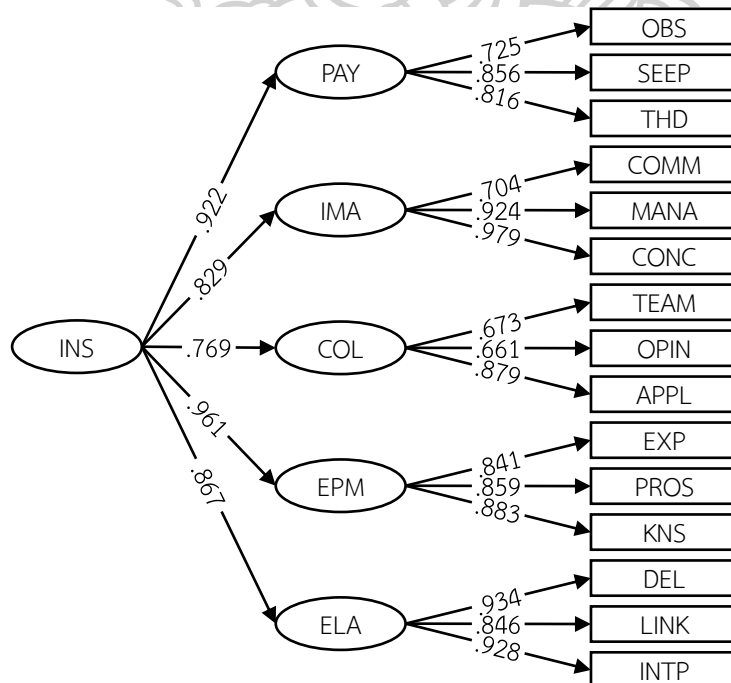 OBS
.725
PAY
.856
SEEP
.816
THD
COMM
.704
IMA
.924
MANA
.979
CONC
.922
.829
TEAM
.673
INS
.769
COL
.661
OPIN
.879
APPL
.961
.867
EXP
.841
EPM
.859
PROS
.883
KNS
DEL
.934
ELA
.846
LINK
.928
INTP